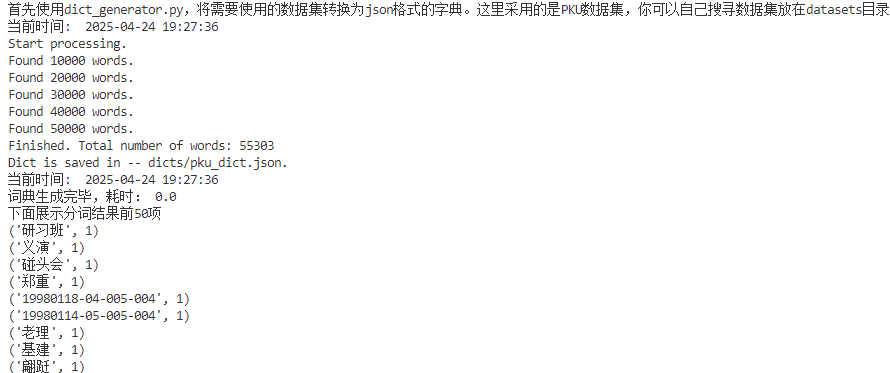 首先使用dict_generator.py，将需要使用的数据集转换为json格式的字典。这里采用的是PKU数据集，你可以自己搜寻数据集放在datasets目录
当前时间:  2025-04-24 19:27:36
Start processing.
Found 10000 words.
Found 20000 words.
Found 30000 words.
Found 40000 words.
Found 50000 words.
Finished. Total number of words: 55303
Dict is saved in -- dicts/pku_dict.json.
当前时间:  2025-04-24 19:27:36
词典生成完毕，耗时:  0.0
下面展示分词结果前50项
('研习班', 1)
('义演', 1)
('碰头会', 1)
('郑重', 1)
('19980118-04-005-004', 1)
('19980114-05-005-004', 1)
('老理', 1)
('基建', 1)
('翩跹', 1)